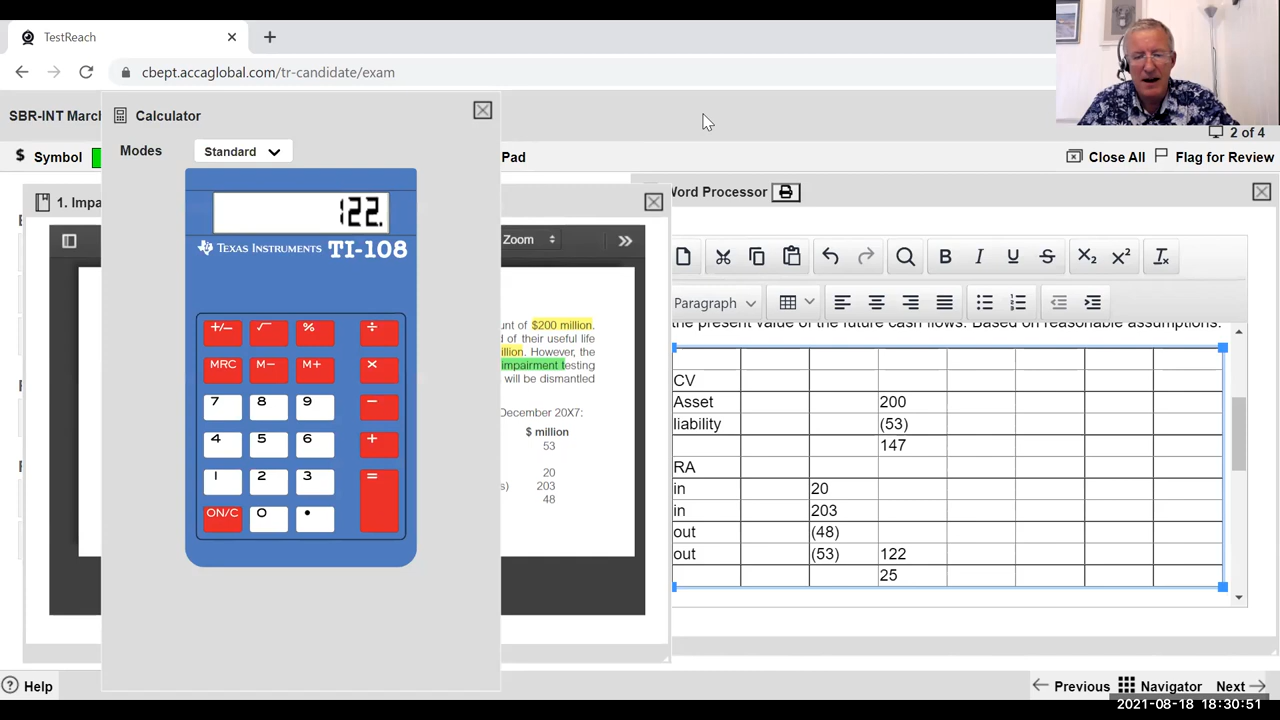 TestReach
cbept.accaglobal.com/tr-candidate/exam
SBR-INT March
2 of 4
$ Symbol
Pad
Close All
Flag for Review
Calculator
Modes
Standard
122.
TEXAS INSTRUMENTS TI-108
+/- √ % ÷
MRC M− M+ ×
7 8 9 −
4 5 6 +
1 2 3 =
ON/C 0 •
1. Impa
Zoom
unt of $200 million.
d of their useful life
illion. However, the
impairment testing
will be dismantled
December 20X7:
$ million
53
20
s) 203
48
Word Processor
B I U S X₂ X² Tx
Paragraph
the present value of the future cash flows. Based on reasonable assumptions.
CV
Asset 200
liability (53)
147
RA
in 20
in 203
out (48)
out (53) 122
25
Help
Previous
Navigator
Next
2021-08-18 18:30:51